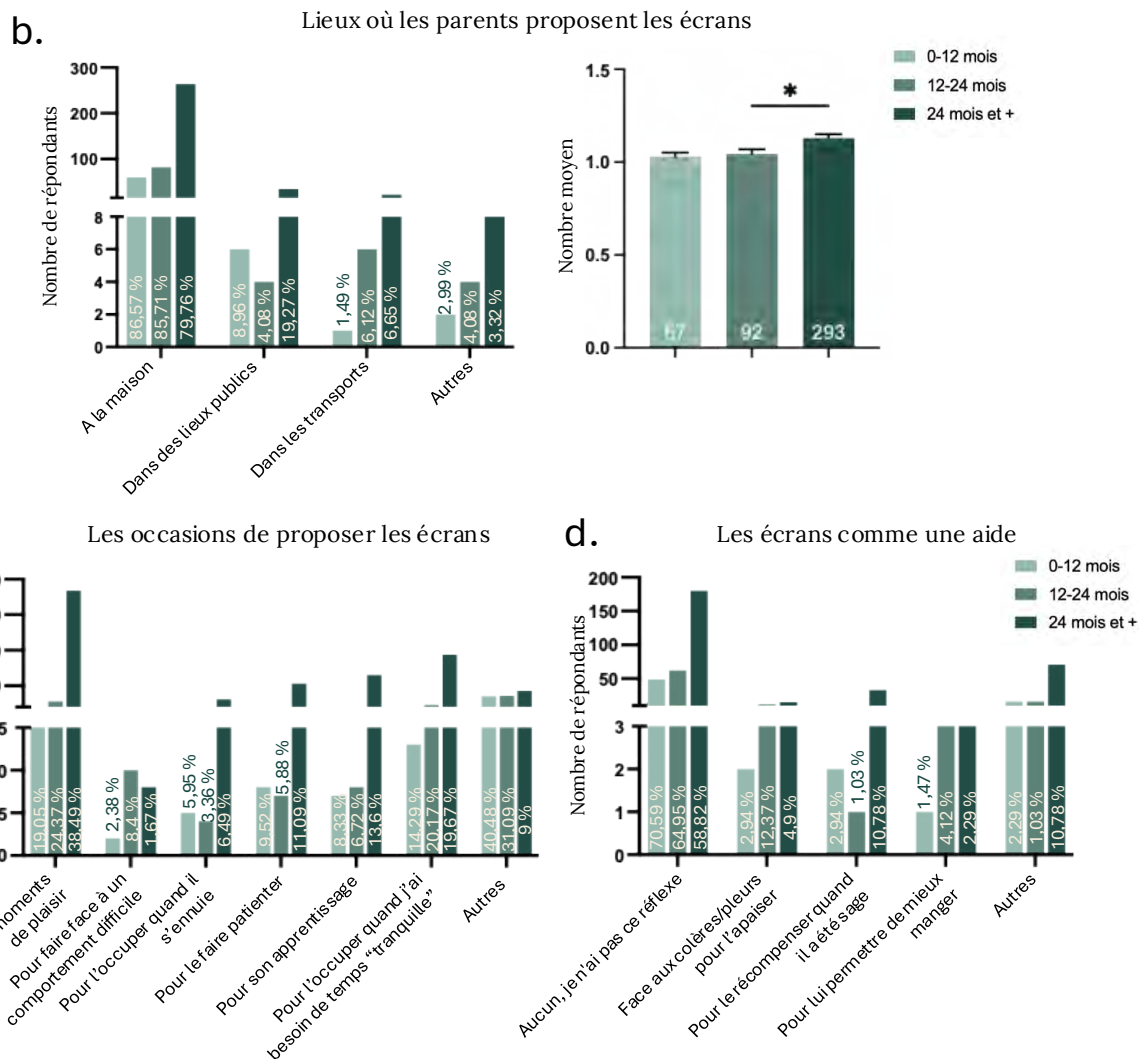 b.
Lieux où les parents proposent les écrans
Nombre de répondants
300
200
100
8
6
4
2
0
86,57 %
85,71 %
79,76 %
8,96 %
4,08 %
19,27 %
1,49 %
6,12 %
6,65 %
2,99 %
4,08 %
3,32 %
A la maison
Dans des lieux publics
Dans les transports
Autres
Nombre moyen
1.5
1.0
0.5
0.0
*
67
92
293
0-12 mois
12-24 mois
24 mois et +
Les occasions de proposer les écrans
5
0
5
0
19,05 %
24,37 %
38,49 %
2,38 %
8,4 %
1,67 %
5,95 %
3,36 %
6,49 %
9,52 %
5,88 %
11,09 %
8,33 %
6,72 %
13,6 %
14,29 %
20,17 %
19,67 %
40,48 %
31,09 %
9 %
moments
de plaisir
Pour faire face à un
comportement difficile
Pour l'occuper quand il
s'ennuie
Pour le faire patienter
Pour son apprentissage
Pour l'occuper quand j'ai
besoin de temps “tranquille”
Autres
d.
Les écrans comme une aide
0-12 mois
12-24 mois
24 mois et +
Nombre de répondants
200
150
100
50
3
2
1
0
70,59 %
64,95 %
58,82 %
2,94 %
12,37 %
4,9 %
2,94 %
1,03 %
10,78 %
1,47 %
4,12 %
2,29 %
2,29 %
1,03 %
10,78 %
Aucun, je n'ai pas ce réflexe
Face aux colères/pleurs
pour l'apaiser
Pour le récompenser quand
il a été sage
Pour lui permettre de mieux
manger
Autres